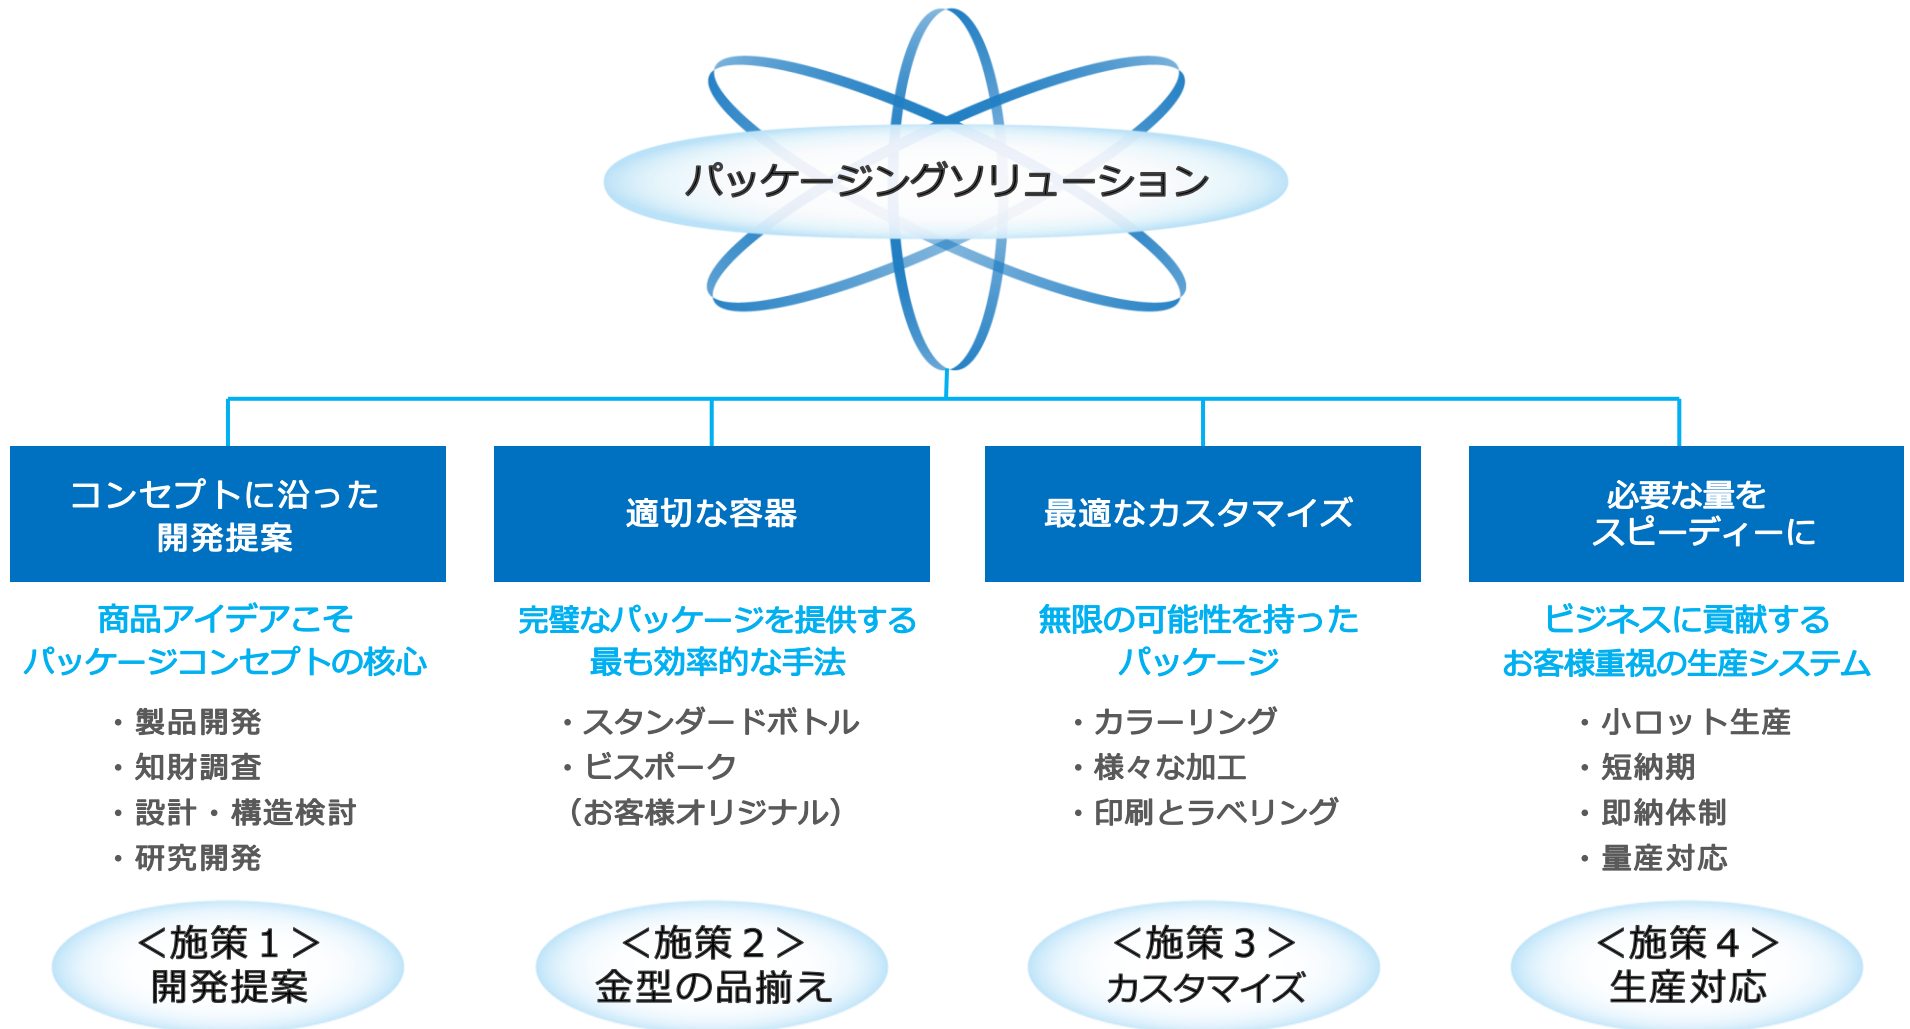 パッケージングソリューション
コンセプトに沿った
開発提案
商品アイデアこそ
パッケージコンセプトの核心
・製品開発
・知財調査
・設計・構造検討
・研究開発
＜施策１＞
開発提案
適切な容器
完璧なパッケージを提供する
最も効率的な手法
・スタンダードボトル
・ビスポーク
（お客様オリジナル）
＜施策２＞
金型の品揃え
最適なカスタマイズ
無限の可能性を持った
パッケージ
・カラーリング
・様々な加工
・印刷とラベリング
＜施策３＞
カスタマイズ
必要な量を
スピーディーに
ビジネスに貢献する
お客様重視の生産システム
・小ロット生産
・短納期
・即納体制
・量産対応
＜施策４＞
生産対応